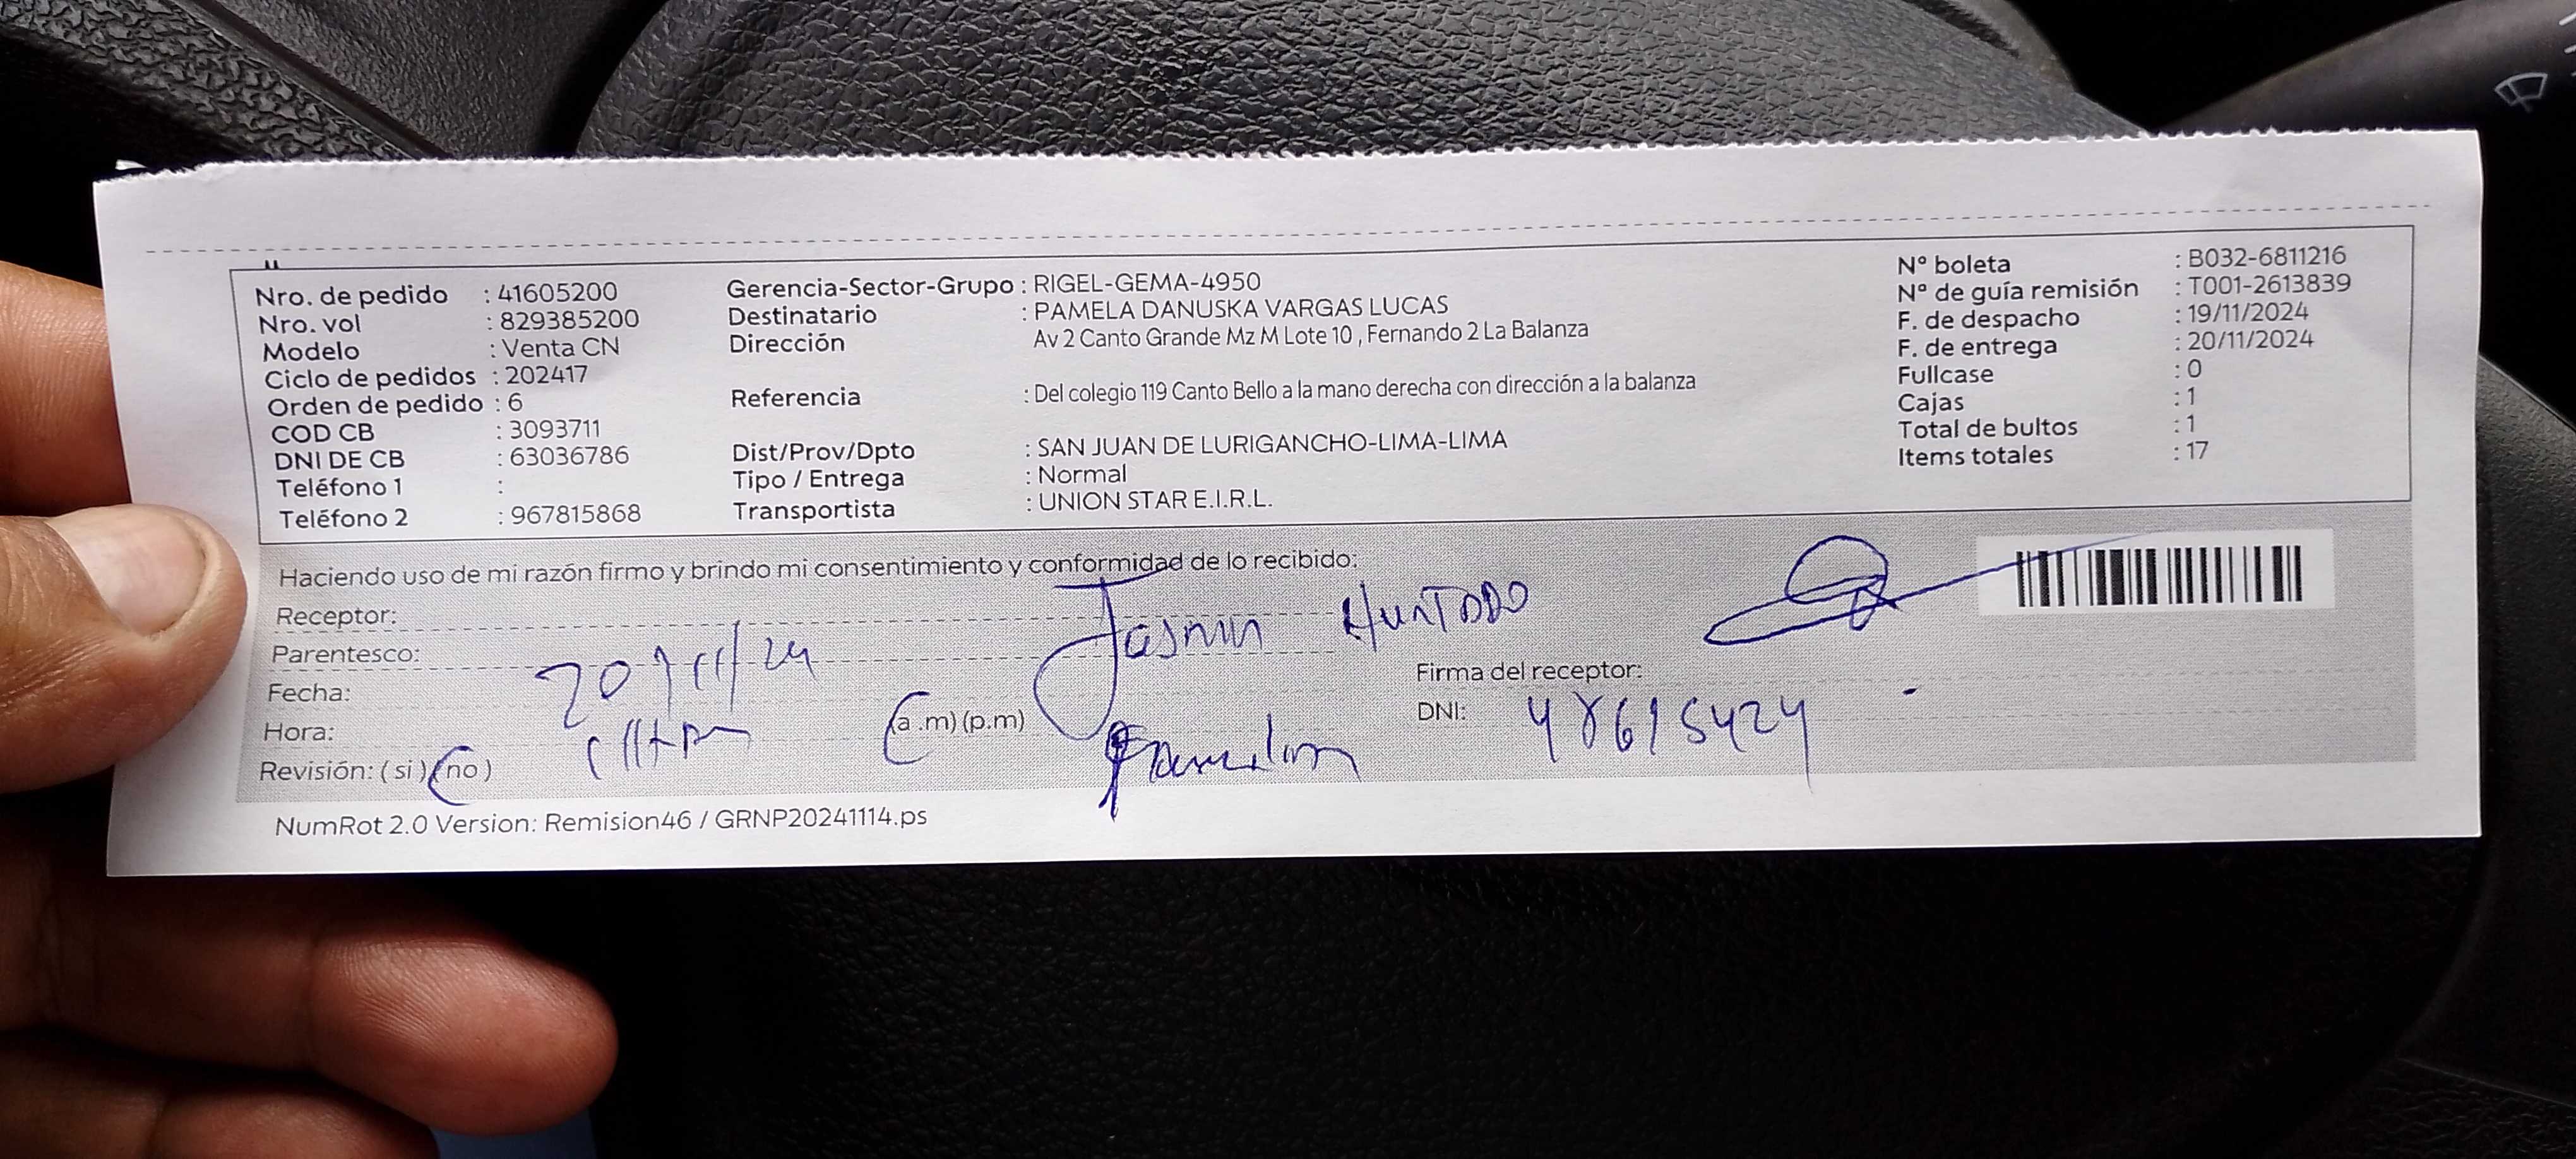 Nro. de pedido : 41605200
Nro. vol : 829385200
Modelo : Venta CN
Ciclo de pedidos : 202417
Orden de pedido : 6
COD CB : 3093711
DNI DE CB : 63036786
Teléfono 1 :
Teléfono 2 : 967815868
Gerencia-Sector-Grupo : RIGEL-GEMA-4950
Destinatario : PAMELA DANUSKA VARGAS LUCAS
Dirección Av 2 Canto Grande Mz M Lote 10 , Fernando 2 La Balanza
Referencia : Del colegio 119 Canto Bello a la mano derecha con dirección a la balanza
Dist/Prov/Dpto : SAN JUAN DE LURIGANCHO-LIMA-LIMA
Tipo / Entrega : Normal
Transportista : UNION STAR E.I.R.L.
N° boleta : B032-6811216
N° de guía remisión : T001-2613839
F. de despacho : 19/11/2024
F. de entrega : 20/11/2024
Fullcase : 0
Cajas : 1
Total de bultos : 1
Items totales : 17
Haciendo uso de mi razón firmo y brindo mi consentimiento y conformidad de lo recibido:
Receptor: Jasmin
Parentesco:
Fecha: 20/11/24
Hora: (a .m) (p.m)
Revisión: ( si ) (no )
Firma del receptor:
DNI: 48615424
NumRot 2.0 Version: Remision46 / GRNP20241114.ps